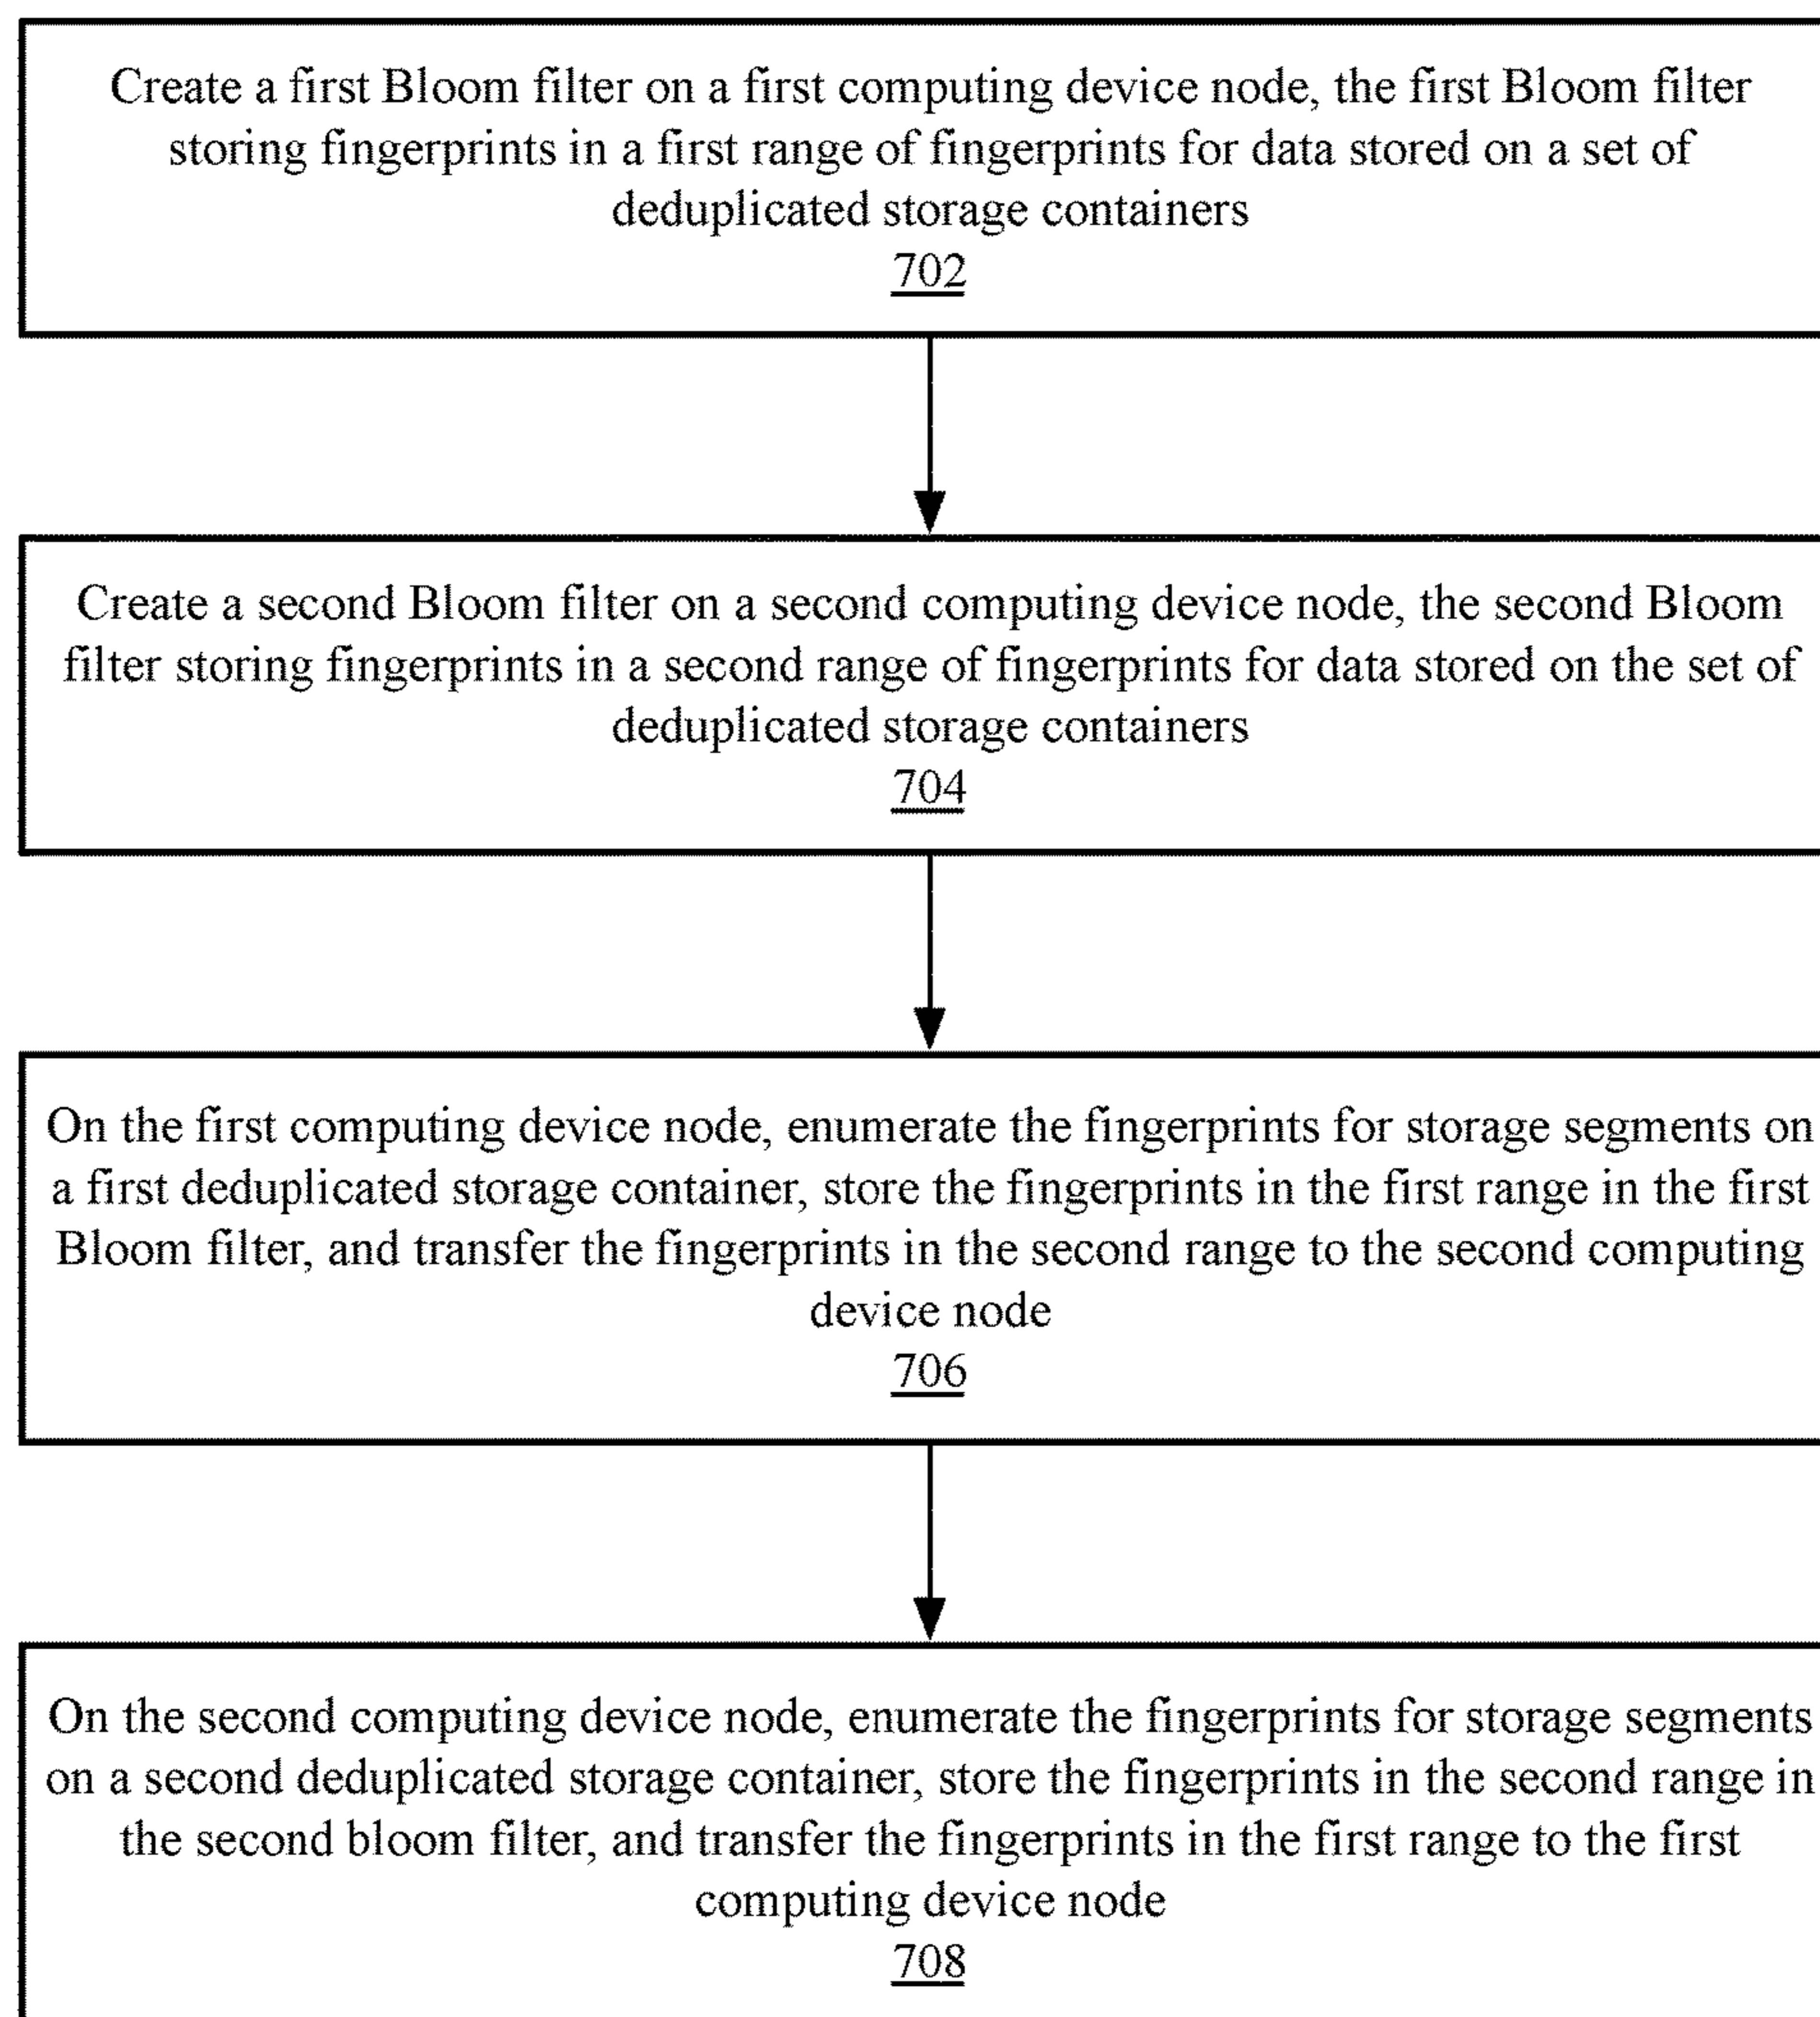 Create a first Bloom filter on a first computing device node, the first Bloom filter
storing fingerprints in a first range of fingerprints for data stored on a set of
deduplicated storage containers
702
Create a second Bloom filter on a second computing device node, the second Bloom
filter storing fingerprints in a second range of fingerprints for data stored on the set of
deduplicated storage containers
704
On the first computing device node, enumerate the fingerprints for storage segments on
a first deduplicated storage container, store the fingerprints in the first range in the first
Bloom filter, and transfer the fingerprints in the second range to the second computing
device node
706
On the second computing device node, enumerate the fingerprints for storage segments
on a second deduplicated storage container, store the fingerprints in the second range in
the second bloom filter, and transfer the fingerprints in the first range to the first
computing device node
708